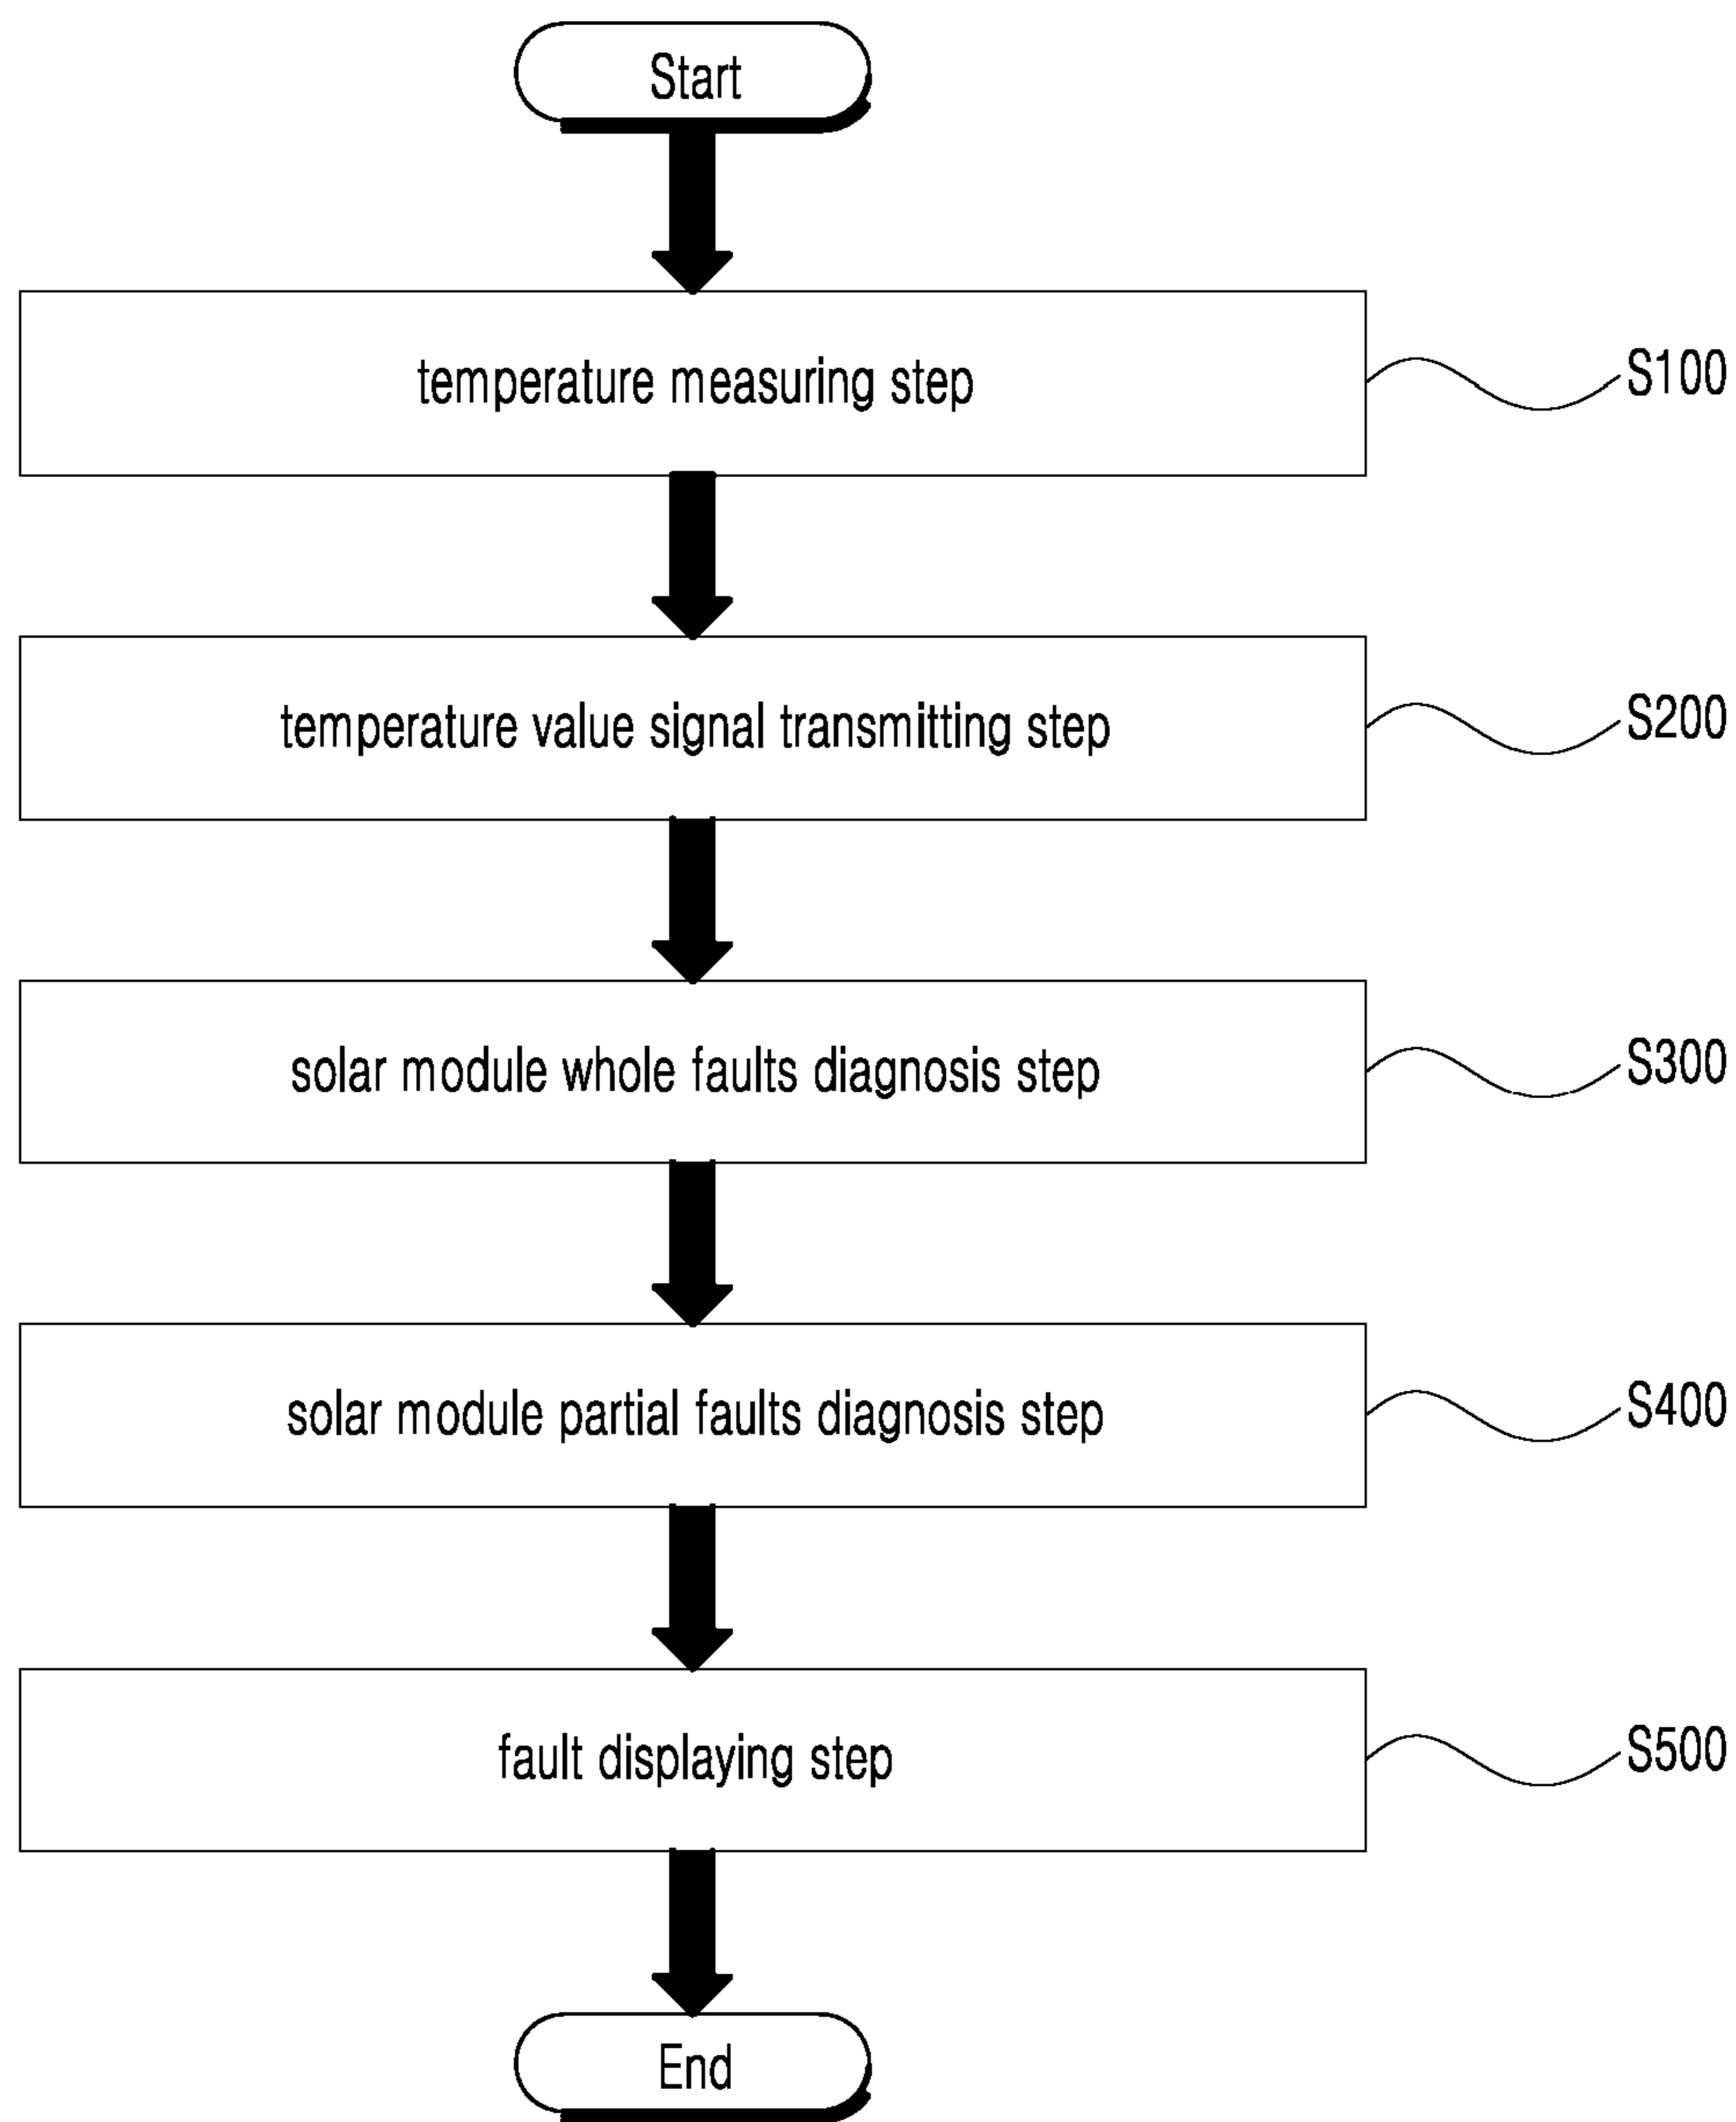 Start
temperature measuring step
S100
temperature value signal transmitting step
S200
solar module whole faults diagnosis step
S300
solar module partial faults diagnosis step
S400
fault displaying step
S500
End